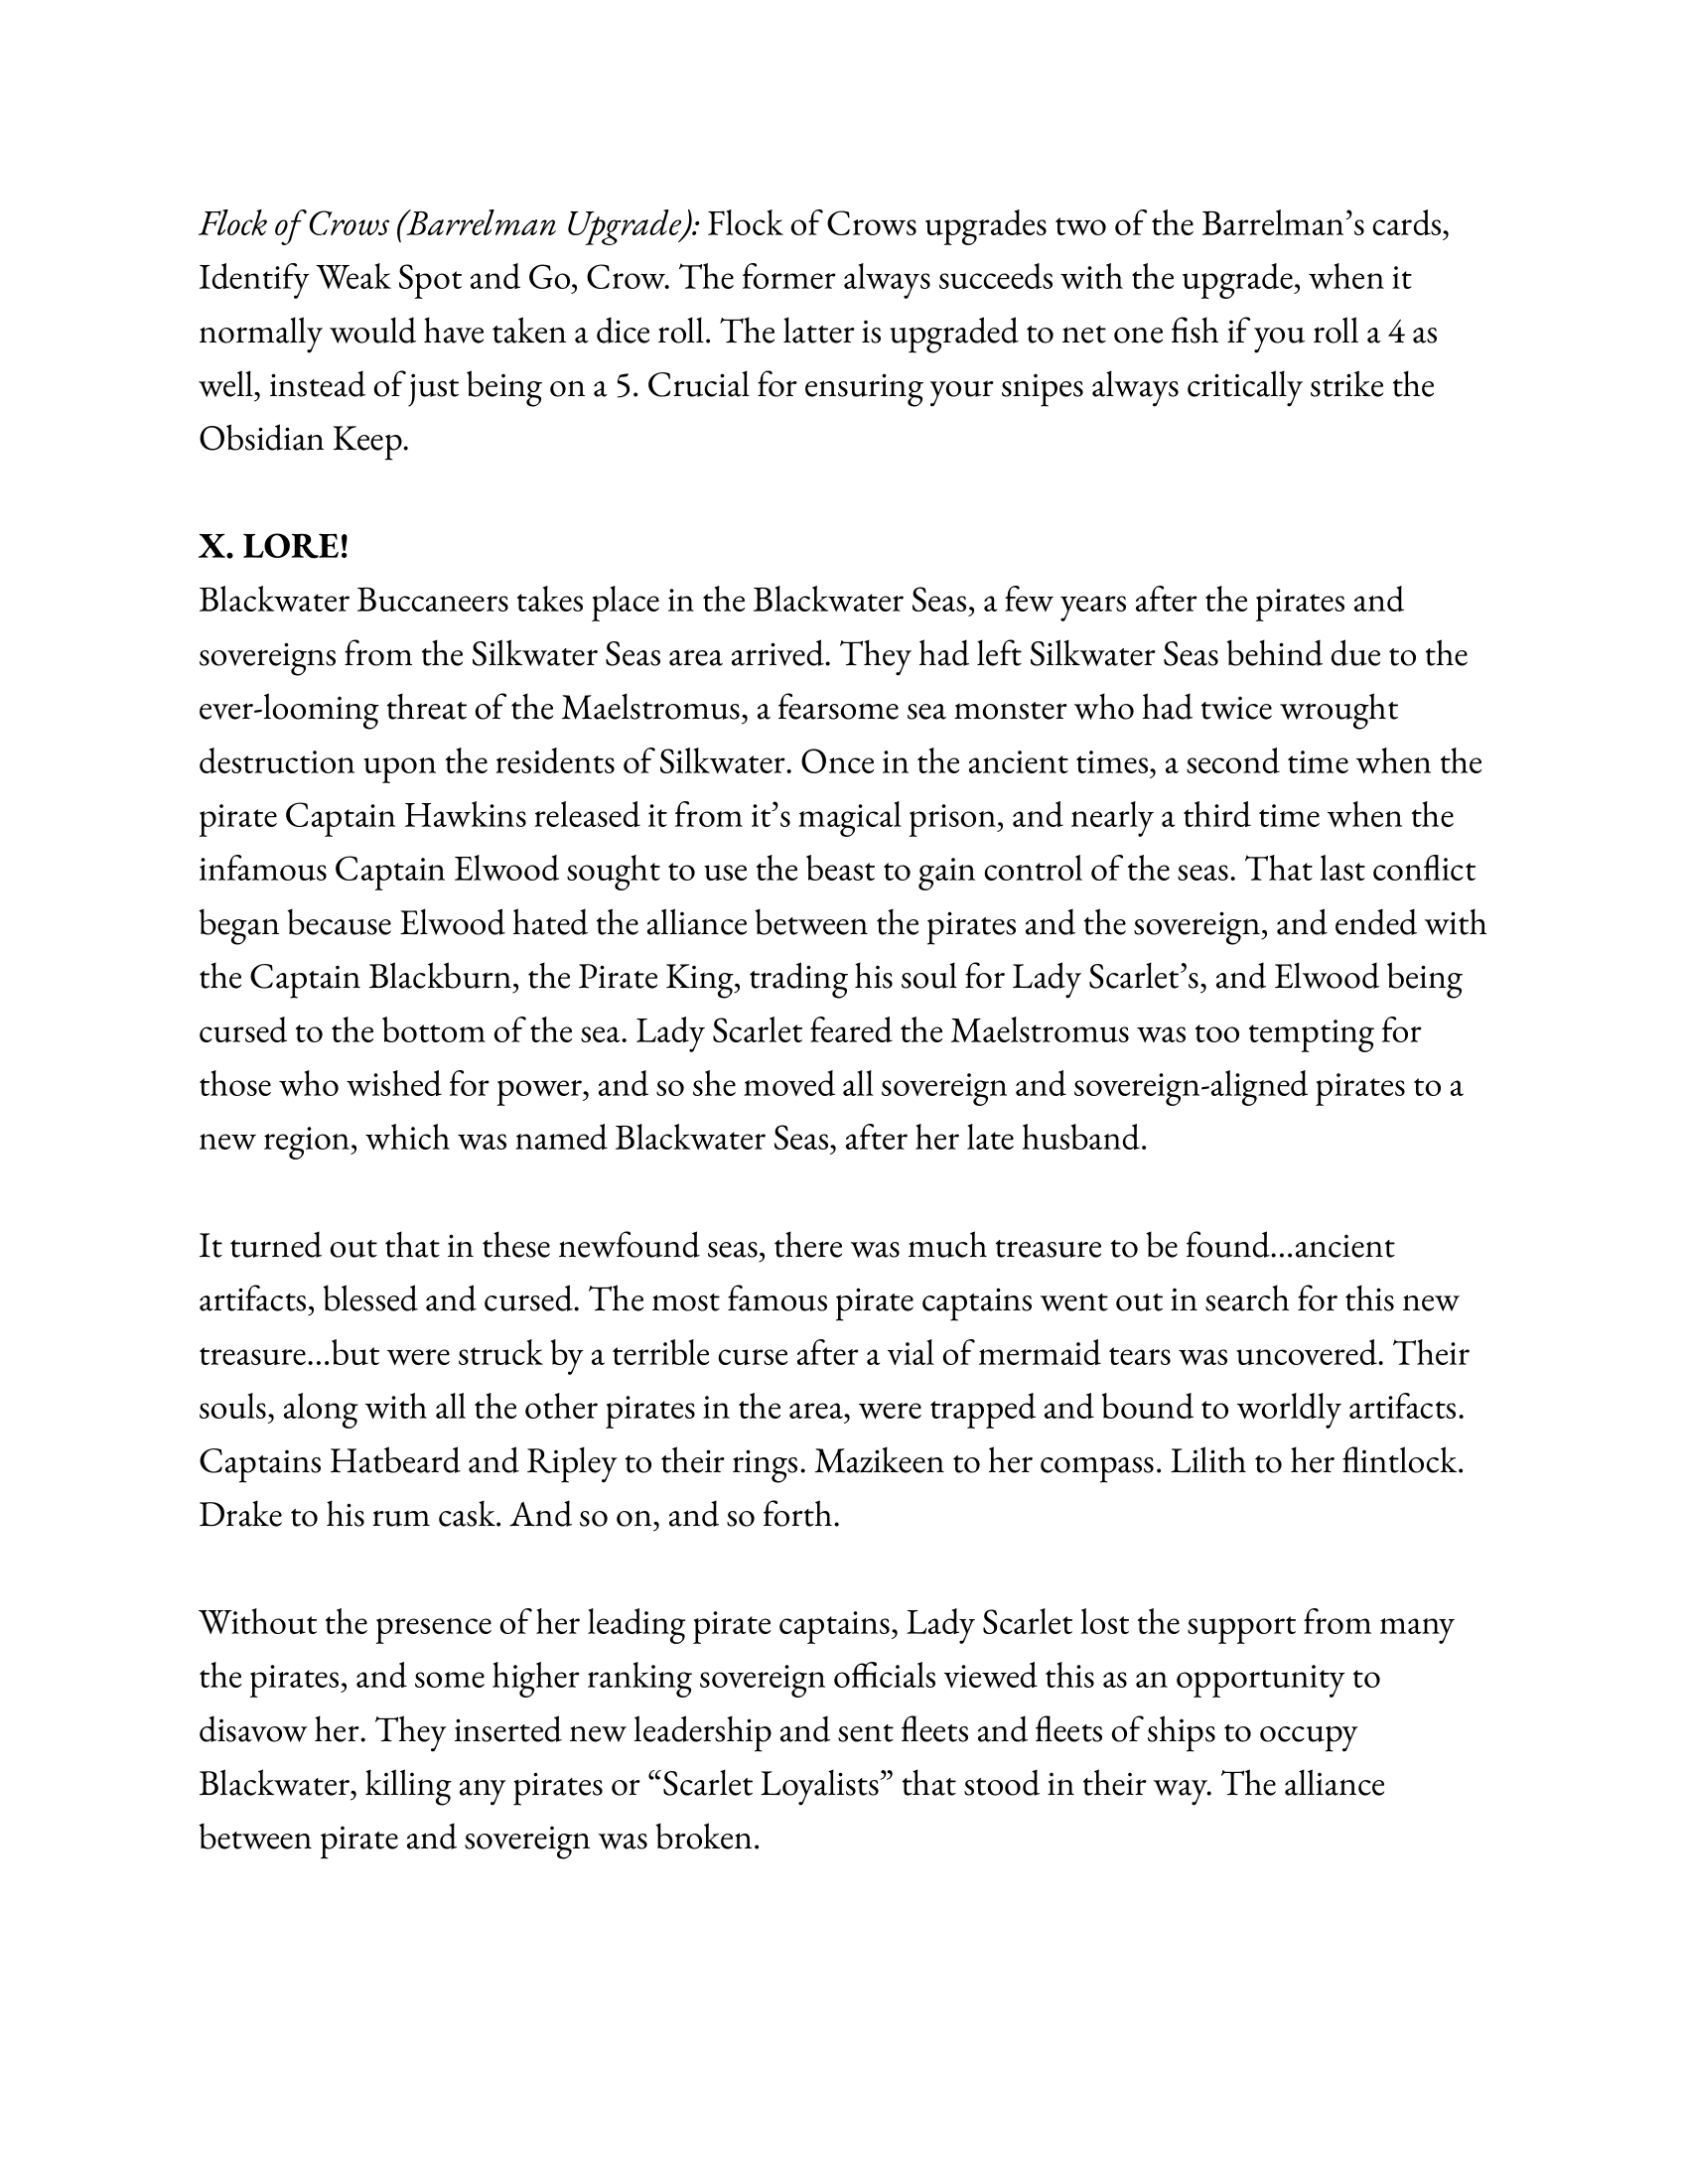 Flock of Crows (Barrelman Upgrade): Flock of Crows upgrades two of the Barrelman’s cards,
Identify Weak Spot and Go, Crow. The former always succeeds with the upgrade, when it
normally would have taken a dice roll. The latter is upgraded to net one fish if you roll a 4 as
well, instead of just being on a 5. Crucial for ensuring your snipes always critically strike the
Obsidian Keep.
X. LORE!
Blackwater Buccaneers takes place in the Blackwater Seas, a few years after the pirates and
sovereigns from the Silkwater Seas area arrived. They had left Silkwater Seas behind due to the
ever-looming threat of the Maelstromus, a fearsome sea monster who had twice wrought
destruction upon the residents of Silkwater. Once in the ancient times, a second time when the
pirate Captain Hawkins released it from it’s magical prison, and nearly a third time when the
infamous Captain Elwood sought to use the beast to gain control of the seas. That last conflict
began because Elwood hated the alliance between the pirates and the sovereign, and ended with
the Captain Blackburn, the Pirate King, trading his soul for Lady Scarlet’s, and Elwood being
cursed to the bottom of the sea. Lady Scarlet feared the Maelstromus was too tempting for
those who wished for power, and so she moved all sovereign and sovereign-aligned pirates to a
new region, which was named Blackwater Seas, after her late husband.
It turned out that in these newfound seas, there was much treasure to be found...ancient
artifacts, blessed and cursed. The most famous pirate captains went out in search for this new
treasure...but were struck by a terrible curse after a vial of mermaid tears was uncovered. Their
souls, along with all the other pirates in the area, were trapped and bound to worldly artifacts.
Captains Hatbeard and Ripley to their rings. Mazikeen to her compass. Lilith to her flintlock.
Drake to his rum cask. And so on, and so forth.
Without the presence of her leading pirate captains, Lady Scarlet lost the support from many
the pirates, and some higher ranking sovereign officials viewed this as an opportunity to
disavow her. They inserted new leadership and sent fleets and fleets of ships to occupy
Blackwater, killing any pirates or “Scarlet Loyalists” that stood in their way. The alliance
between pirate and sovereign was broken.